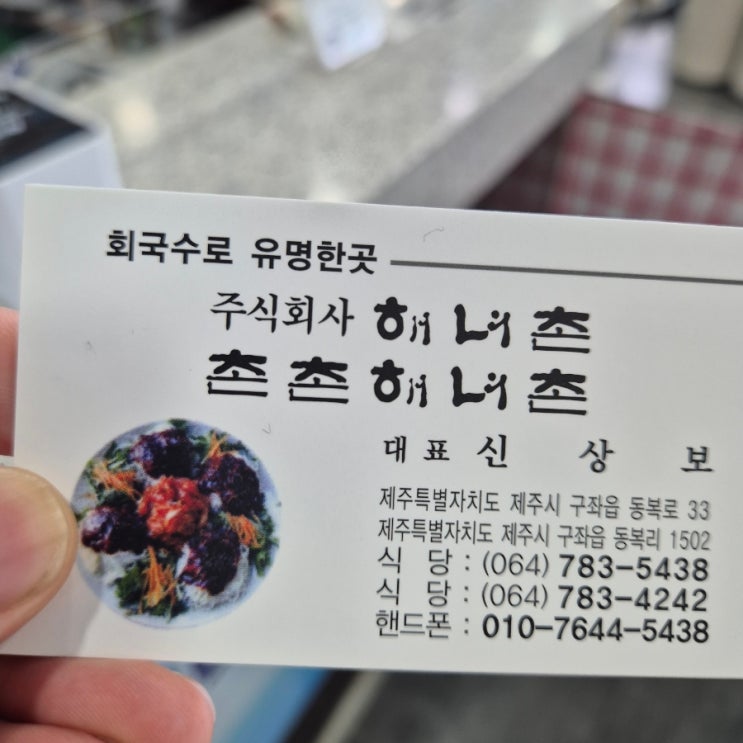 회국수로 유명한곳
주식회사 해녀촌
촌촌해녀촌
대표 신 상 보
제주특별자치도 제주시 구좌읍 동복로 33
제주특별자치도 제주시 구좌읍 동복리 1502
식 당 : (064) 783-5438
식 당 : (064) 783-4242
핸드폰 : 010-7644-5438